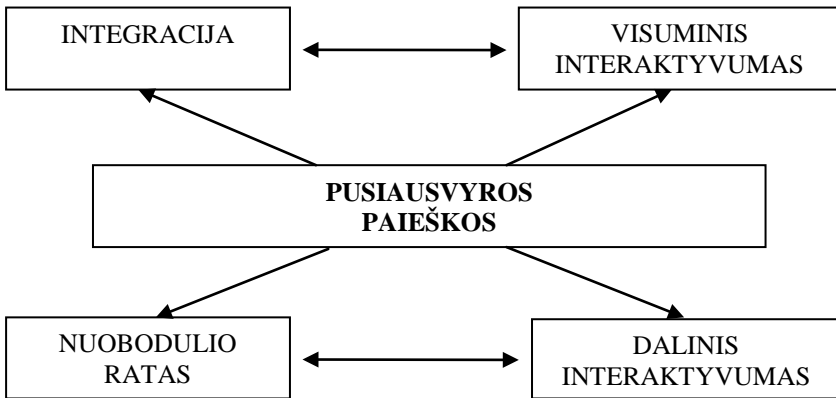 INTEGRACIJA
VISUMINIS
INTERAKTYVUMAS
PUSIAUSVYROS
PAIEŠKOS
NUOBODULIO
RATAS
DALINIS
INTERAKTYVUMAS